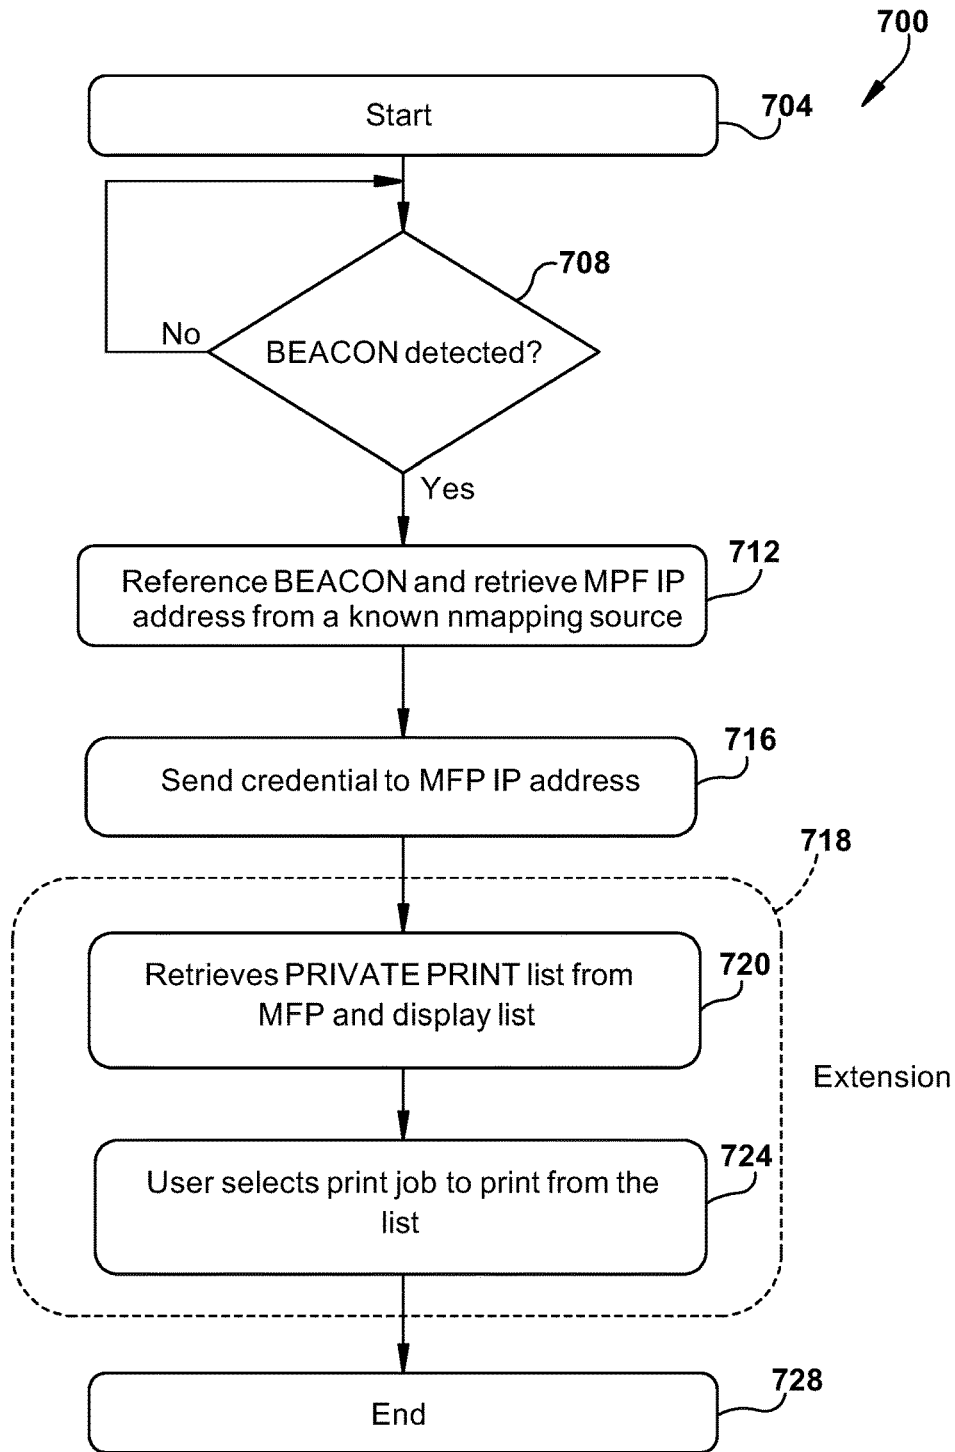 700
Start
704
708
No
BEACON detected?
Yes
712
Reference BEACON and retrieve MPF IP
address from a known nmapping source
716
Send credential to MFP IP address
718
Retrieves PRIVATE PRINT list from
MFP and display list
720
Extension
User selects print job to print from the
list
724
End
728